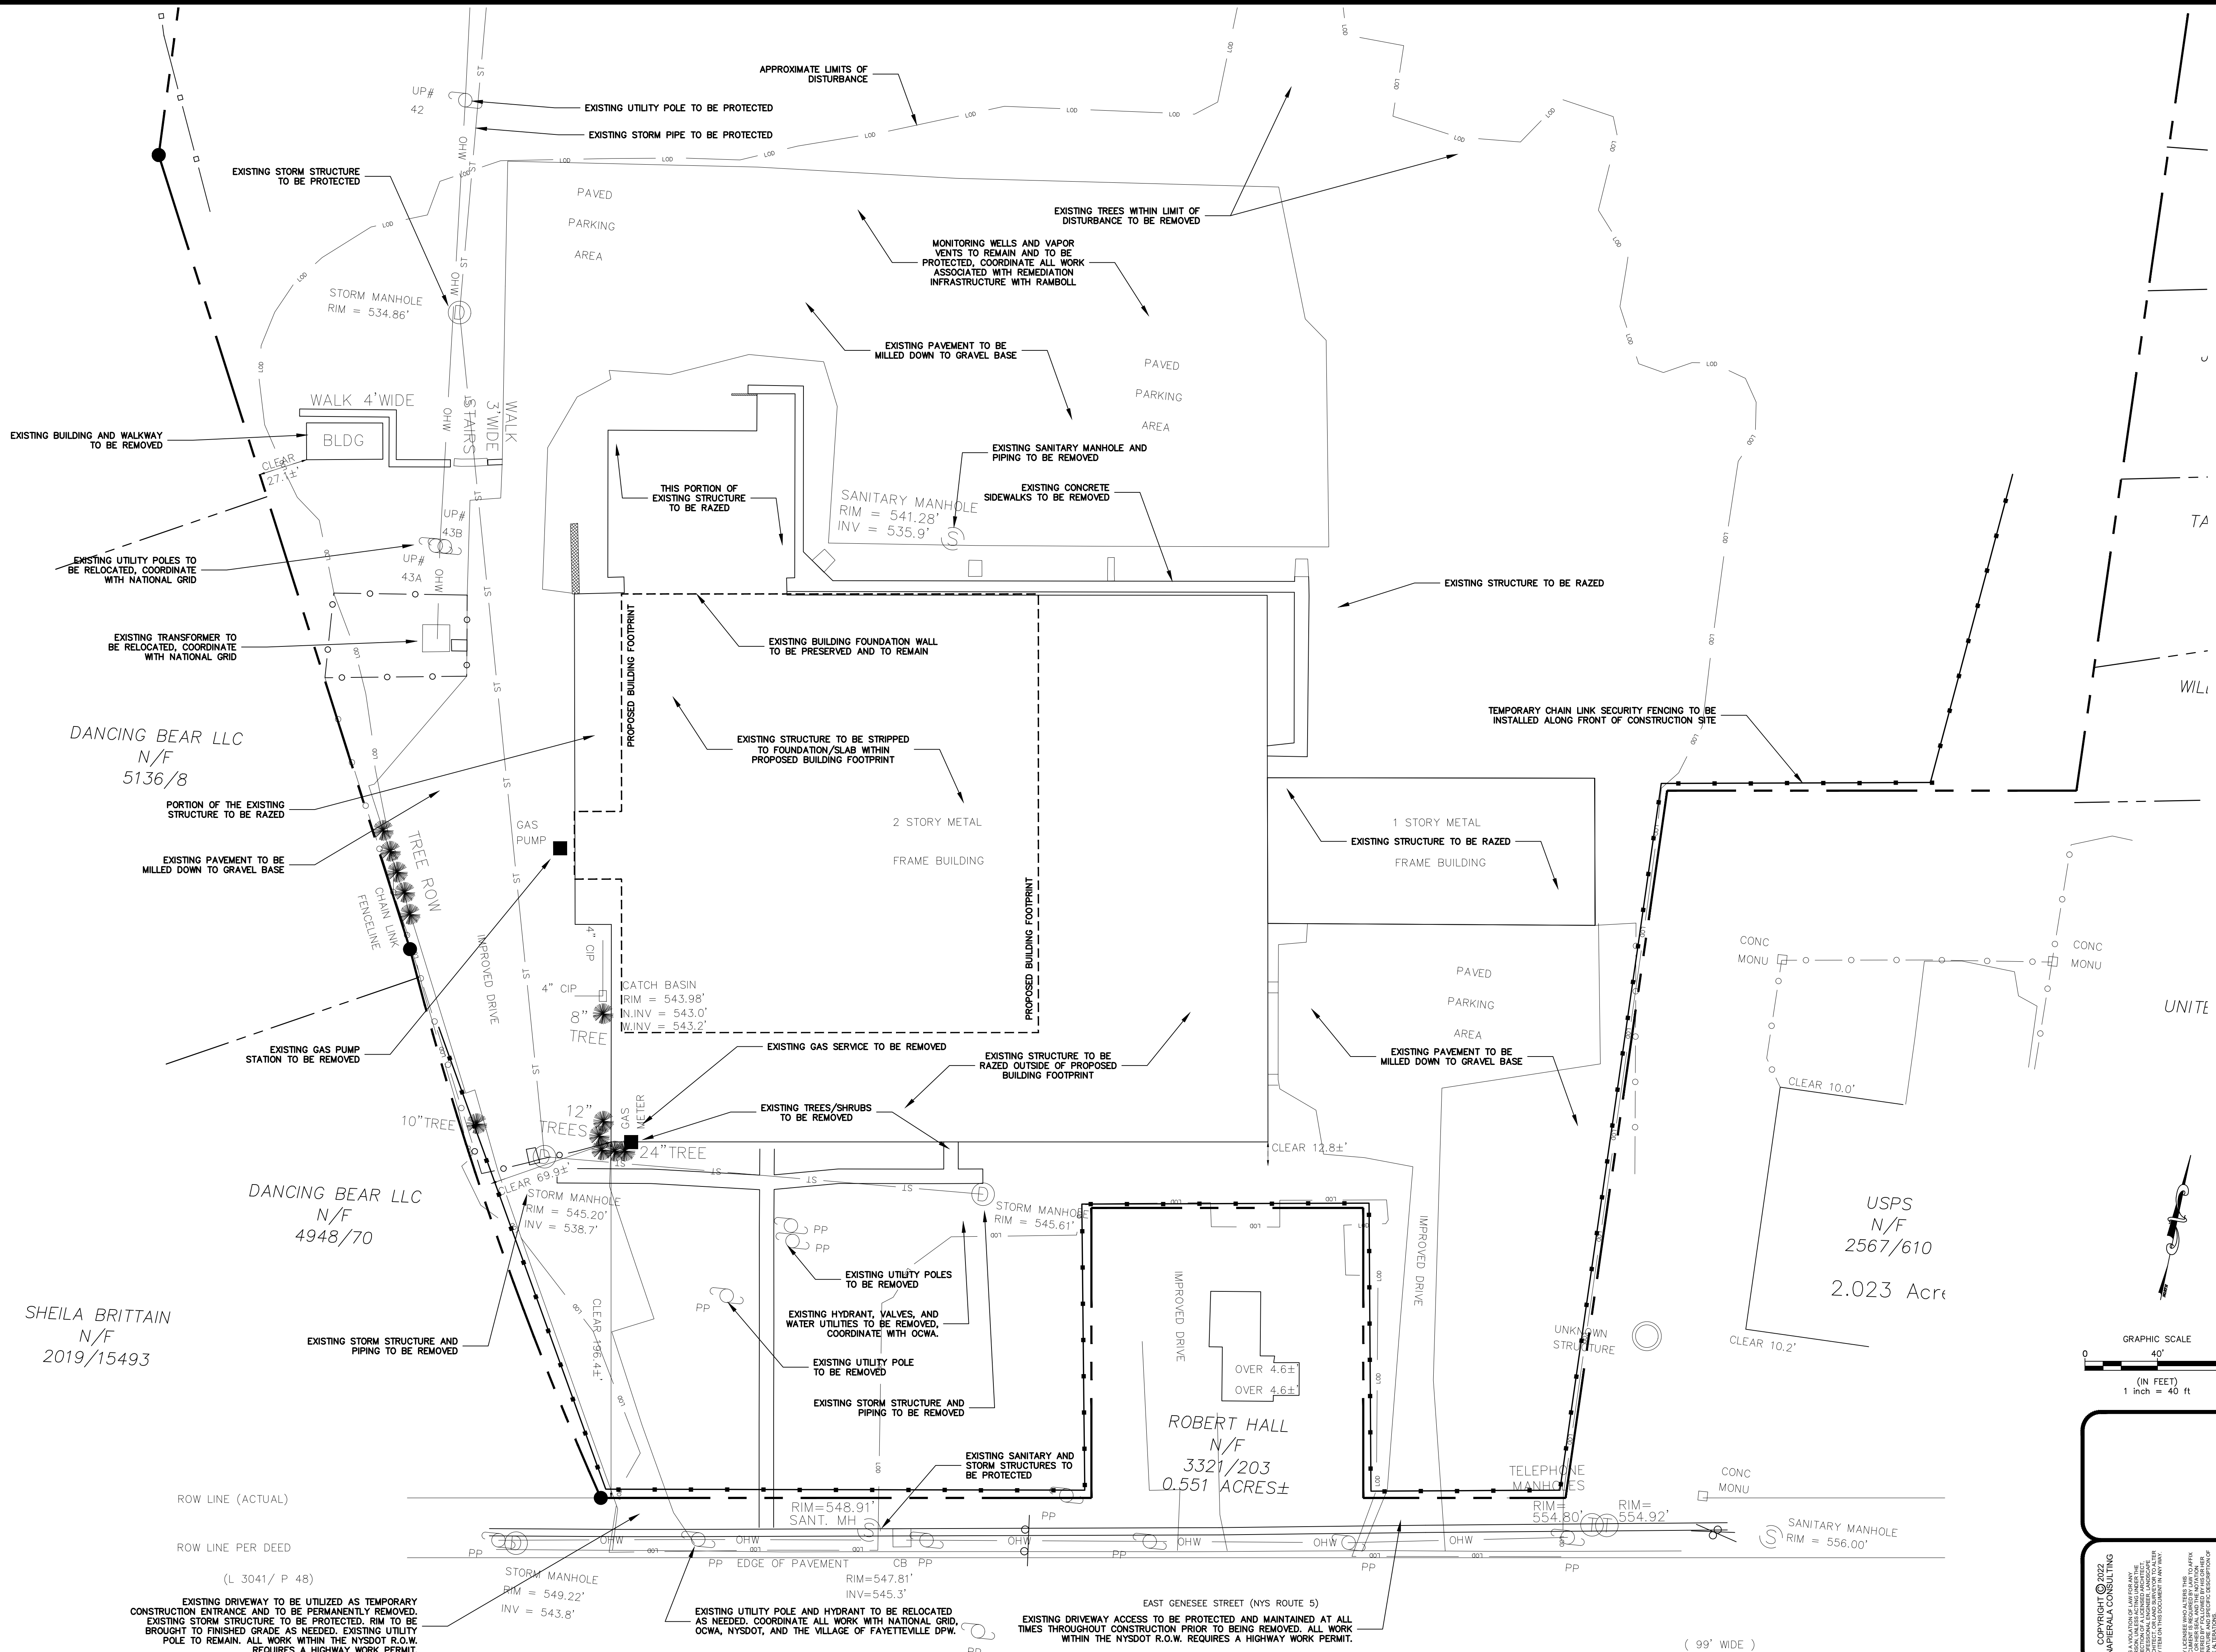 APPROXIMATE LIMITS OF
DISTURBANCE
UP#
42
EXISTING UTILITY POLE TO BE PROTECTED
EXISTING STORM PIPE TO BE PROTECTED
EXISTING STORM STRUCTURE
TO BE PROTECTED
PAVED
PARKING
AREA
EXISTING TREES WITHIN LIMIT OF
DISTURBANCE TO BE REMOVED
MONITORING WELLS AND VAPOR
VENTS TO REMAIN AND TO BE
PROTECTED, COORDINATE ALL WORK
ASSOCIATED WITH REMEDIATION
INFRASTRUCTURE WITH RAMBOLL
STORM MANHOLE
RIM = 534.86'
D
EXISTING PAVEMENT TO BE
MILLED DOWN TO GRAVEL BASE
PAVED
PARKING
AREA
WALK 4'WIDE
STAIRS
3'WIDE
WALK
BLDG
EXISTING BUILDING AND WALKWAY
TO BE REMOVED
CLEAR
27.1±'
EXISTING SANITARY MANHOLE AND
PIPING TO BE REMOVED
THIS PORTION OF
EXISTING STRUCTURE
TO BE RAZED
EXISTING CONCRETE
SIDEWALKS TO BE REMOVED
SANITARY MANHOLE
RIM = 541.28'
INV = 535.9'
S
UP#
43B
UP#
43A
EXISTING UTILITY POLES TO
BE RELOCATED, COORDINATE
WITH NATIONAL GRID
EXISTING STRUCTURE TO BE RAZED
EXISTING TRANSFORMER TO
BE RELOCATED, COORDINATE
WITH NATIONAL GRID
EXISTING BUILDING FOUNDATION WALL
TO BE PRESERVED AND TO REMAIN
PROPOSED BUILDING FOOTPRINT
TA
WILL
TEMPORARY CHAIN LINK SECURITY FENCING TO BE
INSTALLED ALONG FRONT OF CONSTRUCTION SITE
DANCING BEAR LLC
N/F
5136/8
EXISTING STRUCTURE TO BE STRIPPED
TO FOUNDATION/SLAB WITHIN
PROPOSED BUILDING FOOTPRINT
PORTION OF THE EXISTING
STRUCTURE TO BE RAZED
GAS
PUMP
2 STORY METAL
FRAME BUILDING
1 STORY METAL
EXISTING STRUCTURE TO BE RAZED
FRAME BUILDING
EXISTING PAVEMENT TO BE
MILLED DOWN TO GRAVEL BASE
TREE ROW
CHAIN LINK
FENCELINE
IMPROVED DRIVE
PROPOSED BUILDING FOOTPRINT
CONC
MONU
CONC
MONU
PAVED
PARKING
AREA
UNITE
4" CIP
4" CIP
CATCH BASIN
RIM = 543.98'
N.INV = 543.0'
W.INV = 543.2'
8"
TREE
EXISTING GAS PUMP
STATION TO BE REMOVED
EXISTING GAS SERVICE TO BE REMOVED
EXISTING STRUCTURE TO BE
RAZED OUTSIDE OF PROPOSED
BUILDING FOOTPRINT
EXISTING PAVEMENT TO BE
MILLED DOWN TO GRAVEL BASE
CLEAR 10.0'
10"TREE
12"
TREES
GAS
METER
EXISTING TREES/SHRUBS
TO BE REMOVED
24"TREE
CLEAR 12.8±'
D
CLEAR 69.9±'
DANCING BEAR LLC
N/F
4948/70
STORM MANHOLE
RIM = 545.20'
INV = 538.7'
D
STORM MANHOLE
RIM = 545.61'
PP
PP
USPS
N/F
2567/610
2.023 Acre
EXISTING UTILITY POLES
TO BE REMOVED
PP
IMPROVED DRIVE
IMPROVED DRIVE
SHEILA BRITTAIN
N/F
2019/15493
EXISTING STORM STRUCTURE AND
PIPING TO BE REMOVED
CLEAR 196.4±'
EXISTING HYDRANT, VALVES, AND
WATER UTILITIES TO BE REMOVED,
COORDINATE WITH OCWA.
EXISTING UTILITY POLE
TO BE REMOVED
OVER 4.6±'
OVER 4.6±'
UNKNOWN
STRUCTURE
CLEAR 10.2'
GRAPHIC SCALE
0
40'
(IN FEET)
1 inch = 40 ft
EXISTING STORM STRUCTURE AND
PIPING TO BE REMOVED
ROBERT HALL
N/F
3321/203
0.551 ACRES±
EXISTING SANITARY AND
STORM STRUCTURES TO
BE PROTECTED
TELEPHONE
MANHOLES
CONC
MONU
ROW LINE (ACTUAL)
RIM=548.91'
SANT. MH
S
PP
RIM=
554.80'
RIM=
554.92'
T T
SANITARY MANHOLE
RIM = 556.00'
S
OHW OHW OHW OHW OHW OHW
ROW LINE PER DEED
PP
D
PP EDGE OF PAVEMENT CB PP
PP
PP
PP
(L 3041/ P 48)
STORM MANHOLE
RIM = 549.22'
INV = 543.8'
RIM=547.81'
INV=545.3'
EXISTING DRIVEWAY TO BE UTILIZED AS TEMPORARY
CONSTRUCTION ENTRANCE AND TO BE PERMANENTLY REMOVED.
EXISTING STORM STRUCTURE TO BE PROTECTED. RIM TO BE
BROUGHT TO FINISHED GRADE AS NEEDED. EXISTING UTILITY
POLE TO REMAIN. ALL WORK WITHIN THE NYSDOT R.O.W.
REQUIRES A HIGHWAY WORK PERMIT.
EXISTING UTILITY POLE AND HYDRANT TO BE RELOCATED
AS NEEDED. COORDINATE ALL WORK WITH NATIONAL GRID,
OCWA, NYSDOT, AND THE VILLAGE OF FAYETTEVILLE DPW.
EAST GENESEE STREET (NYS ROUTE 5)
EXISTING DRIVEWAY ACCESS TO BE PROTECTED AND MAINTAINED AT ALL
TIMES THROUGHOUT CONSTRUCTION PRIOR TO BEING REMOVED. ALL WORK
WITHIN THE NYSDOT R.O.W. REQUIRES A HIGHWAY WORK PERMIT.
( 99' WIDE )
COPYRIGHT © 2022
NAPIERALA CONSULTING